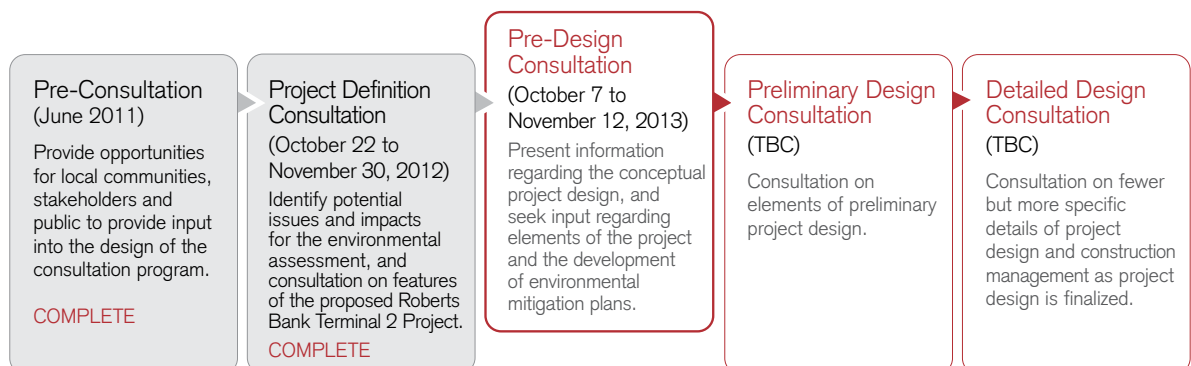 Pre-Consultation
(June 2011)
Provide opportunities
for local communities,
stakeholders and
public to provide input
into the design of the
consultation program.
COMPLETE
Project Definition
Consultation
(October 22 to
November 30, 2012)
Identify potential
issues and impacts
for the environmental
assessment, and
consultation on features
of the proposed Roberts
Bank Terminal 2 Project.
COMPLETE
Pre-Design
Consultation
(October 7 to
November 12, 2013)
Present information
regarding the conceptual
project design, and
seek input regarding
elements of the project
and the development
of environmental
mitigation plans.
Preliminary Design
Consultation
(TBC)
Consultation on
elements of preliminary
project design.
Detailed Design
Consultation
(TBC)
Consultation on fewer
but more specific
details of project
design and construction
management as project
design is finalized.